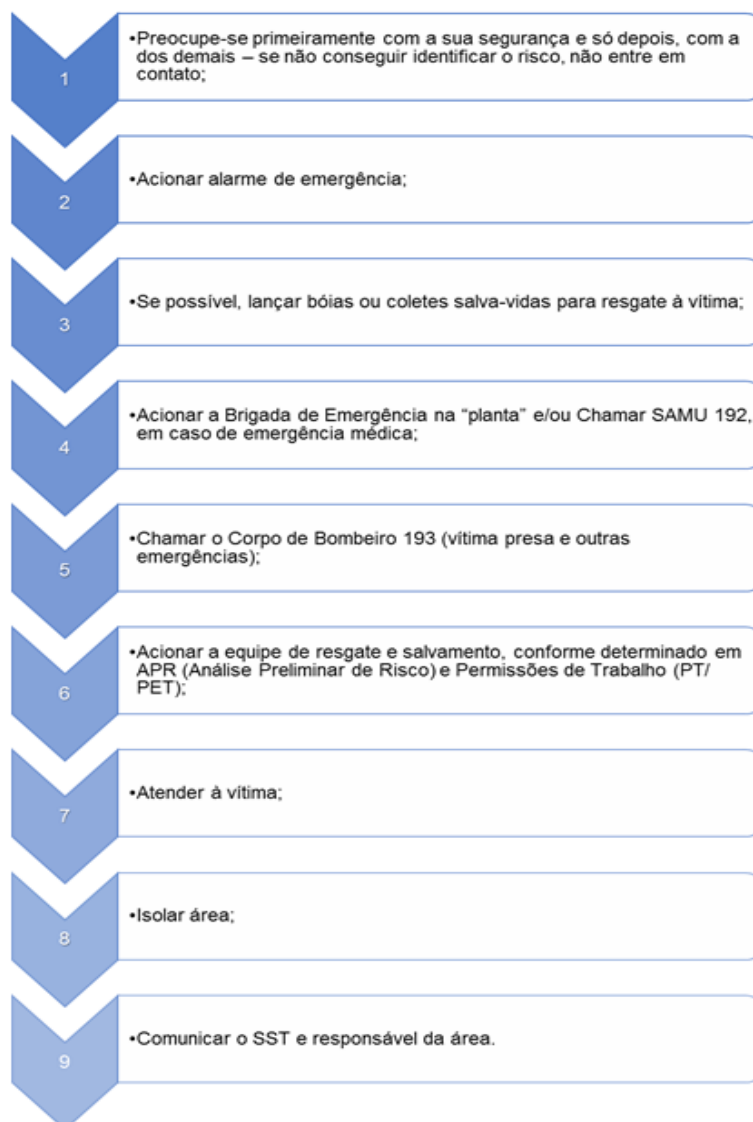 1
•Preocupe-se primeiramente com a sua segurança e só depois, com a
dos demais – se não conseguir identificar o risco, não entre em
contato;
2
•Acionar alarme de emergência;
3
•Se possível, lançar bóias ou coletes salva-vidas para resgate à vítima;
4
•Acionar a Brigada de Emergência na “planta” e/ou Chamar SAMU 192,
em caso de emergência médica;
5
•Chamar o Corpo de Bombeiro 193 (vítima presa e outras
emergências);
6
•Acionar a equipe de resgate e salvamento, conforme determinado em
APR (Análise Preliminar de Risco) e Permissões de Trabalho (PT/
PET);
7
•Atender à vítima;
8
•Isolar área;
9
•Comunicar o SST e responsável da área.